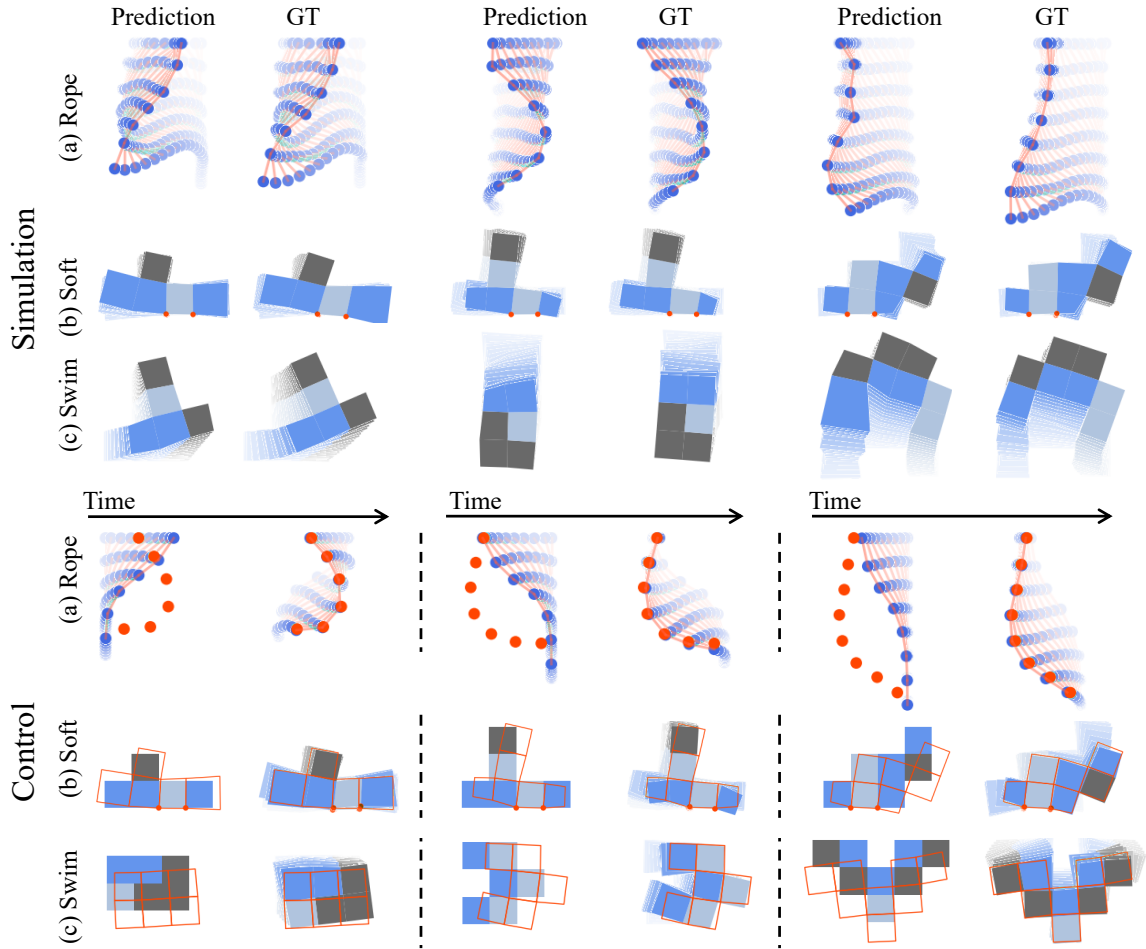 Prediction GT Prediction GT Prediction GT
Simulation
(a) Rope
(b) Soft
(c) Swim
Time Time Time
Control
(a) Rope
(b) Soft
(c) Swim